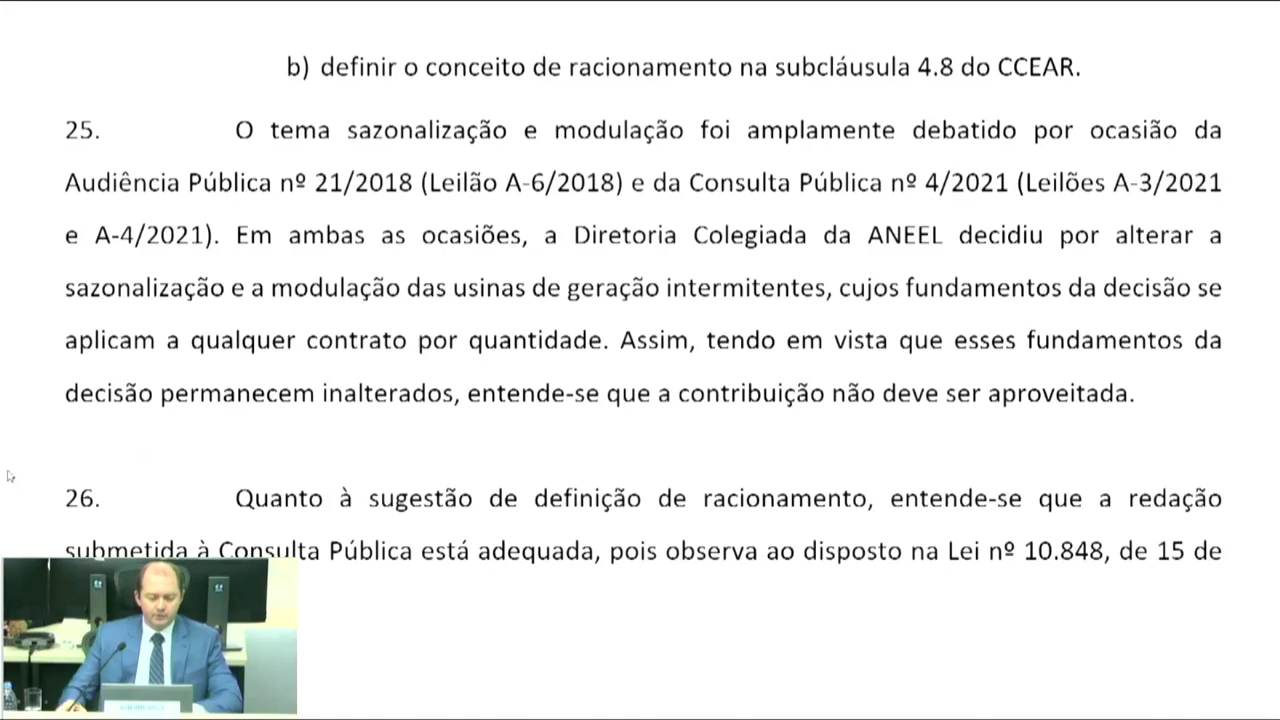 b) definir o conceito de racionamento na subcláusula 4.8 do CCEAR.
25. O tema sazonalização e modulação foi amplamente debatido por ocasião da
Audiência Pública nº 21/2018 (Leilão A-6/2018) e da Consulta Pública nº 4/2021 (Leilões A-3/2021
e A-4/2021). Em ambas as ocasiões, a Diretoria Colegiada da ANEEL decidiu por alterar a
sazonalização e a modulação das usinas de geração intermitentes, cujos fundamentos da decisão se
aplicam a qualquer contrato por quantidade. Assim, tendo em vista que esses fundamentos da
decisão permanecem inalterados, entende-se que a contribuição não deve ser aproveitada.
26. Quanto à sugestão de definição de racionamento, entende-se que a redação
submetida à Consulta Pública está adequada, pois observa ao disposto na Lei nº 10.848, de 15 de